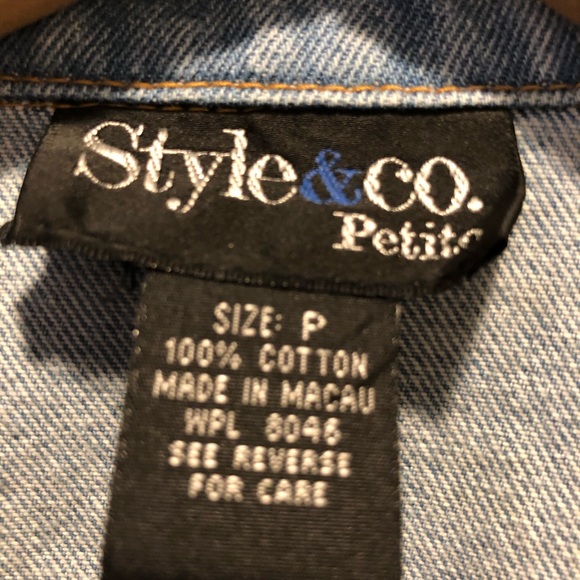 Style&co.
Petite
SIZE: P
100% COTTON
MADE IN MACAU
WPL 8046
SEE REVERSE
FOR CARE